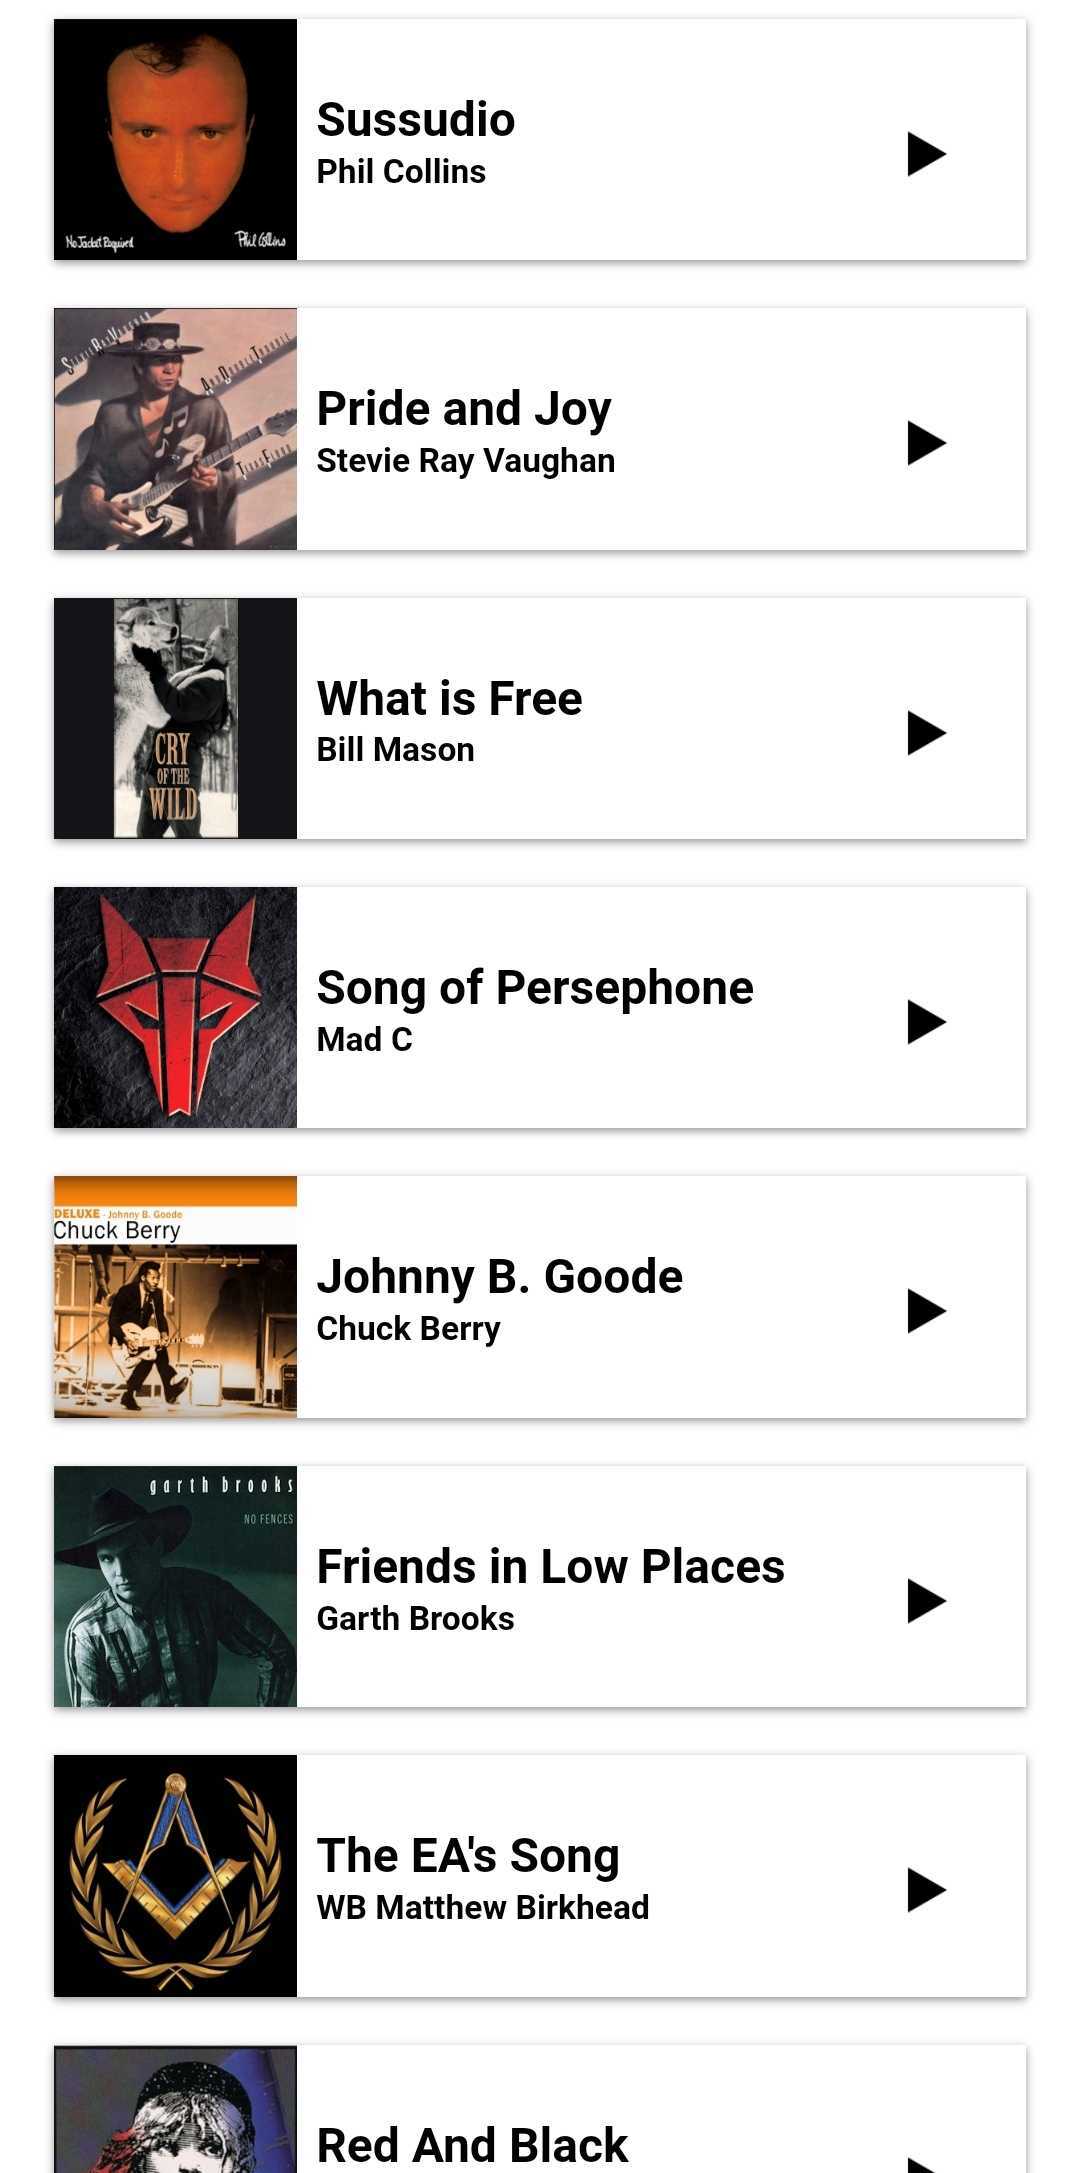 No Jacket Required
Phil Collins
Sussudio
Phil Collins
STEVIE RAY VAUGHAN
AND DOUBLE TROUBLE
TEXAS FLOOD
Pride and Joy
Stevie Ray Vaughan
CRY
OF THE
WILD
What is Free
Bill Mason
Song of Persephone
Mad C
DELUXE - Johnny B. Goode
Chuck Berry
Johnny B. Goode
Chuck Berry
garth brooks
NO FENCES
Friends in Low Places
Garth Brooks
The EA's Song
WB Matthew Birkhead
Red And Black